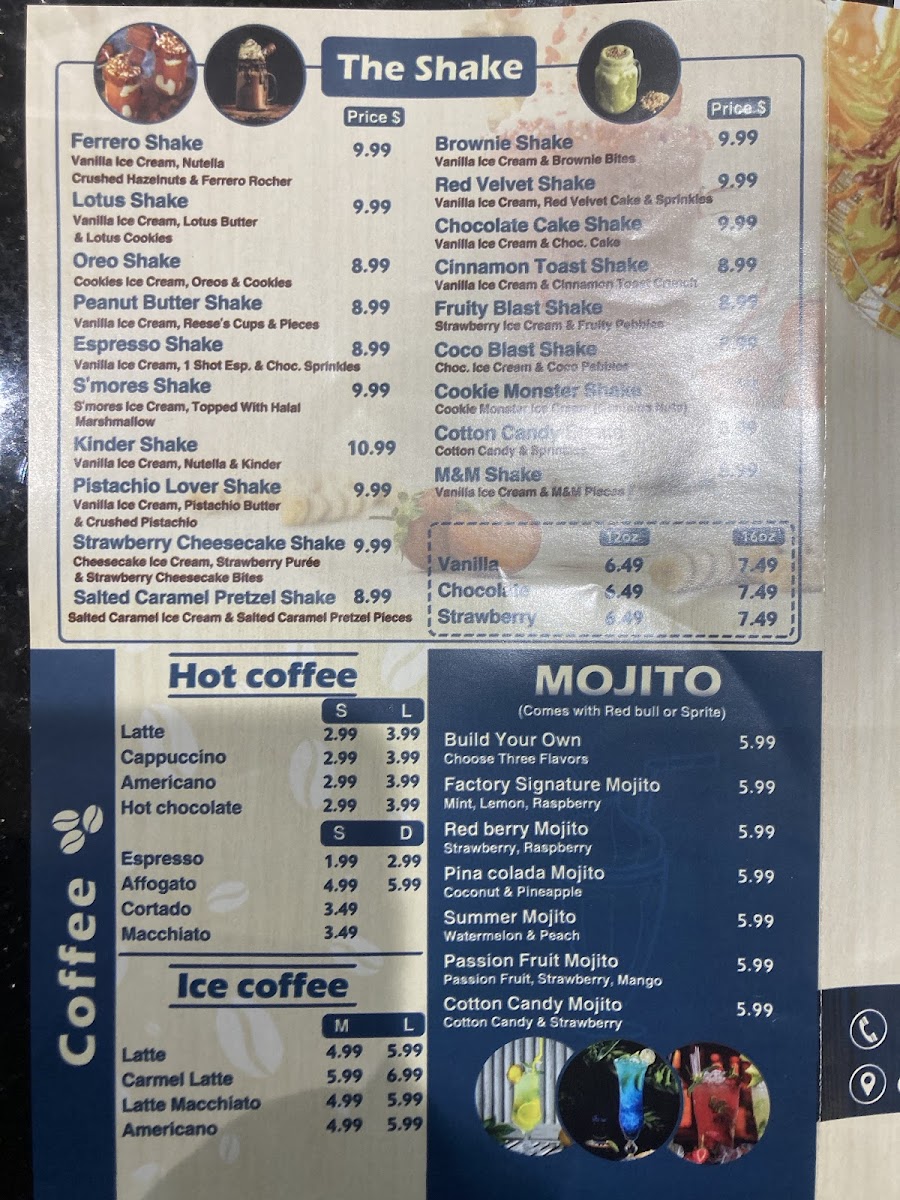 The Shake
Price $
Ferrero Shake 9.99
Vanilla Ice Cream, Nutella
Crushed Hazelnuts & Ferrero Rocher
Lotus Shake 9.99
Vanilla Ice Cream, Lotus Butter
& Lotus Cookies
Oreo Shake 8.99
Cookies Ice Cream, Oreos & Cookies
Peanut Butter Shake 8.99
Vanilla Ice Cream, Reese's Cups & Pieces
Espresso Shake 8.99
Vanilla Ice Cream, 1 Shot Esp. & Choc. Sprinkles
S'mores Shake 9.99
S'mores Ice Cream, Topped With Halal
Marshmallow
Kinder Shake 10.99
Vanilla Ice Cream, Nutella & Kinder
Pistachio Lover Shake 9.99
Vanilla Ice Cream, Pistachio Butter
& Crushed Pistachio
Strawberry Cheesecake Shake 9.99
Cheesecake Ice Cream, Strawberry Purée
& Strawberry Cheesecake Bites
Salted Caramel Pretzel Shake 8.99
Salted Caramel Ice Cream & Salted Caramel Pretzel Pieces
Price $
Brownie Shake 9.99
Vanilla Ice Cream & Brownie Bites
Red Velvet Shake 9.99
Vanilla Ice Cream, Red Velvet Cake & Sprinkles
Chocolate Cake Shake 9.99
Vanilla Ice Cream & Choc. Cake
Cinnamon Toast Shake 8.99
Vanilla Ice Cream & Cinnamon Toast Crunch
Fruity Blast Shake 8.99
Strawberry Ice Cream & Fruity Pebbles
Coco Blast Shake
Choc. Ice Cream & Coco Pebbles
Cookie Monster Shake
Cookie Monster Ice Cream (Contains Nuts)
Cotton Candy
Cotton Candy & Sprinkles
M&M Shake
Vanilla Ice Cream & M&M Pieces
12oz 16oz
Vanilla 6.49 7.49
Chocolate 6.49 7.49
Strawberry 6.49 7.49
Coffee
Hot coffee
S L
Latte 2.99 3.99
Cappuccino 2.99 3.99
Americano 2.99 3.99
Hot chocolate 2.99 3.99
S D
Espresso 1.99 2.99
Affogato 4.99 5.99
Cortado 3.49
Macchiato 3.49
Ice coffee
M L
Latte 4.99 5.99
Carmel Latte 5.99 6.99
Latte Macchiato 4.99 5.99
Americano 4.99 5.99
MOJITO
(Comes with Red bull or Sprite)
Build Your Own 5.99
Choose Three Flavors
Factory Signature Mojito 5.99
Mint, Lemon, Raspberry
Red berry Mojito 5.99
Strawberry, Raspberry
Pina colada Mojito 5.99
Coconut & Pineapple
Summer Mojito 5.99
Watermelon & Peach
Passion Fruit Mojito 5.99
Passion Fruit, Strawberry, Mango
Cotton Candy Mojito 5.99
Cotton Candy & Strawberry